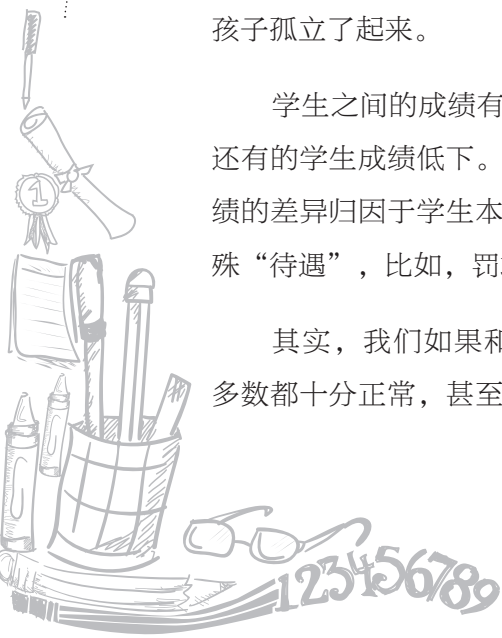 孩子孤立了起来。
学生之间的成绩有
还有的学生成绩低下。
绩的差异归因于学生本
殊“待遇”，比如，罚
其实，我们如果和
多数都十分正常，甚至
1
123456789